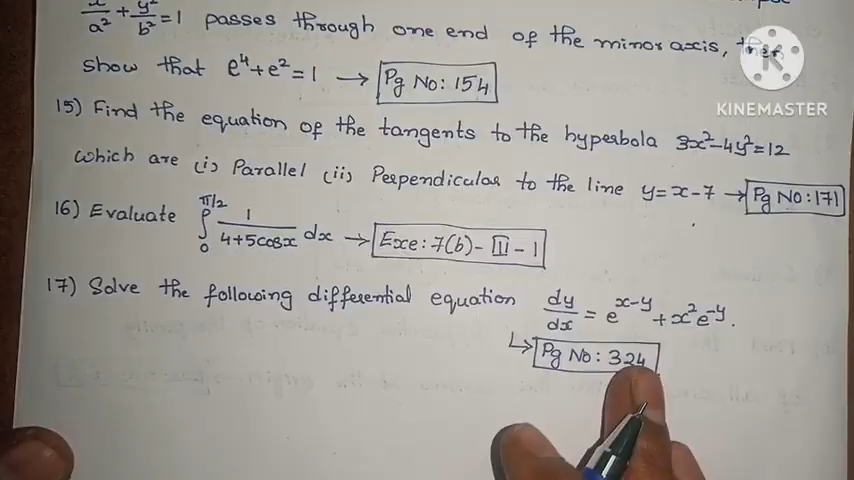 x²/a² + y²/b² = 1 passes through one end of the minor axis, then
show that e⁴+e²=1 → Pg No: 154
KINEMASTER
15) Find the equation of the tangents to the hyperbola 3x²-4y²=12
which are (i) Parallel (ii) Perpendicular to the line y=x-7 → Pg No: 171
16) Evaluate ∫₀^π/2 1/(4+5cosx) dx → Exe: 7(b)-II-1
17) Solve the following differential equation dy/dx = e^x-y + x²e^-y.
↳ Pg No: 324